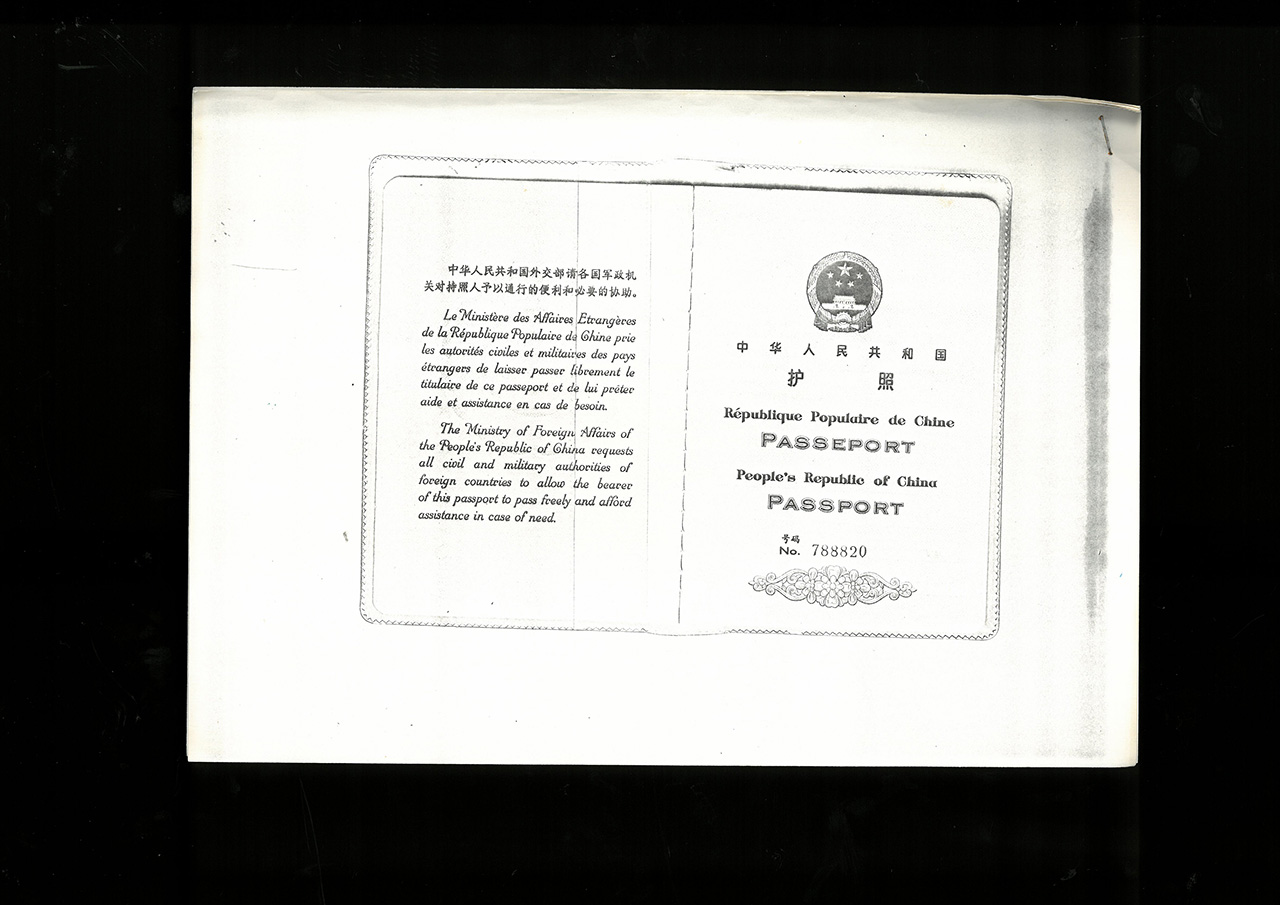 中华人民共和国外交部请各国军政机
关对持照人予以通行的便利和必要的协助。
Le Ministère des Affaires Etrangères
de la République Populaire de Chine prie
les autorités civiles et militaires des pays
étrangers de laisser passer librement le
titulaire de ce passeport et de lui prêter
aide et assistance en cas de besoin.
The Ministry of Foreign Affairs of
the People's Republic of China requests
all civil and military authorities of
foreign countries to allow the bearer
of this passport to pass freely and afford
assistance in case of need.
中华人民共和国
护照
République Populaire de Chine
PASSEPORT
People's Republic of China
PASSPORT
号码
No. 788820